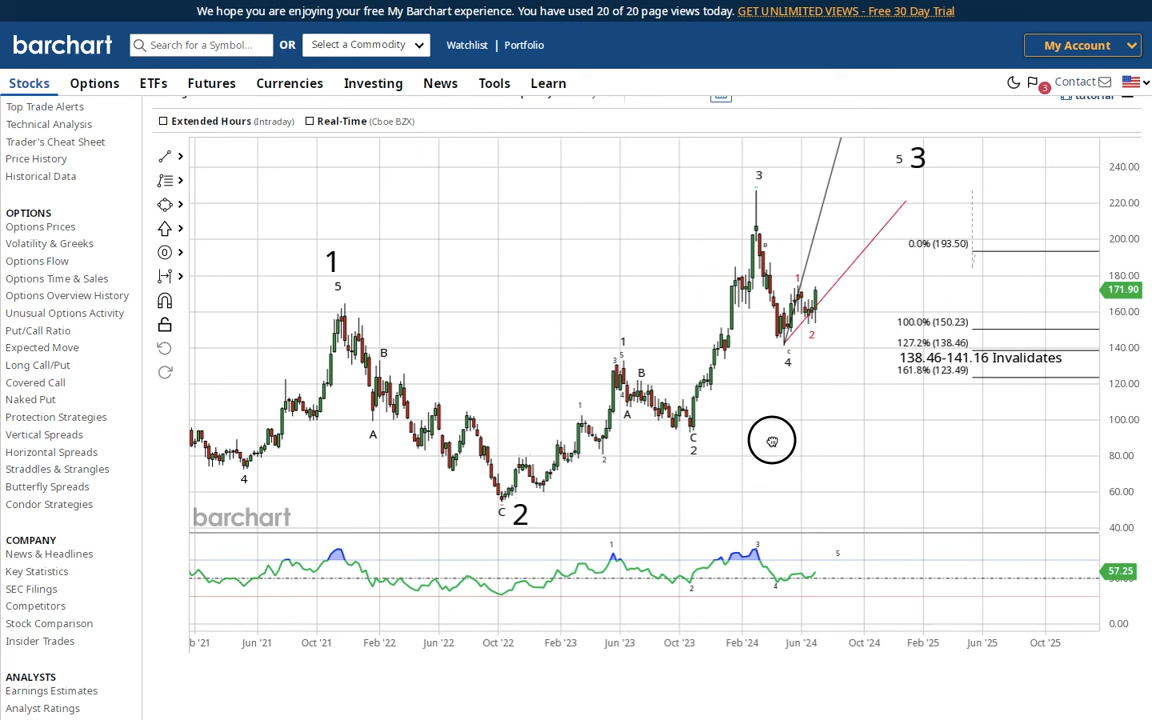 We hope you are enjoying your free My Barchart experience. You have used 20 of 20 page views today. GET UNLIMITED VIEWS - Free 30 Day Trial
barchart Search for a Symbol... OR Select a Commodity Watchlist | Portfolio My Account
Stocks Options ETFs Futures Currencies Investing News Tools Learn 3 Contact
tutorial
Top Trade Alerts
Technical Analysis
Trader's Cheat Sheet
Price History
Historical Data
OPTIONS
Options Prices
Volatility & Greeks
Options Flow
Options Time & Sales
Options Overview History
Unusual Options Activity
Put/Call Ratio
Expected Move
Long Call/Put
Covered Call
Naked Put
Protection Strategies
Vertical Spreads
Horizontal Spreads
Straddles & Strangles
Butterfly Spreads
Condor Strategies
COMPANY
News & Headlines
Key Statistics
SEC Filings
Competitors
Stock Comparison
Insider Trades
ANALYSTS
Earnings Estimates
Analyst Ratings
Extended Hours (Intraday) Real-Time (Cboe BZX)
5 3
240.00
3
220.00
200.00
B
0.0% (193.50)
1
180.00
5
1
171.90
160.00
100.0% (150.23)
2
1
127.2% (138.46)
140.00
B
5
3
C
4
138.46-141.16 Invalidates
161.8% (123.49)
B
120.00
4
1
A
100.00
A
C
2
2
80.00
4
60.00
C 2
barchart
40.00
1
3
5
57.25
50.00
2
4
0.00
b '21 Jun '21 Oct '21 Feb '22 Jun '22 Oct '22 Feb '23 Jun '23 Oct '23 Feb '24 Jun '24 Oct '24 Feb '25 Jun '25 Oct '25